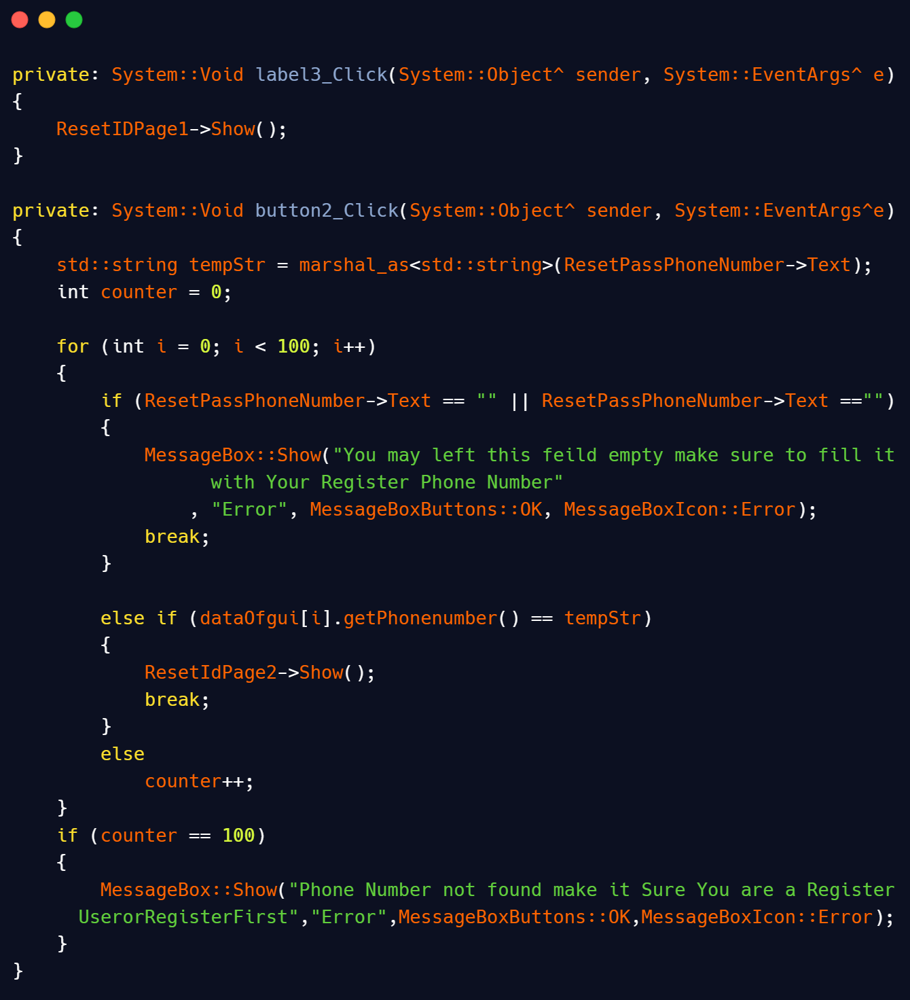 private: System::Void label3_Click(System::Object^ sender, System::EventArgs^ e)
{
    ResetIDPage1->Show();
}

private: System::Void button2_Click(System::Object^ sender, System::EventArgs^e)
{
    std::string tempStr = marshal_as<std::string>(ResetPassPhoneNumber->Text);
    int counter = 0;

    for (int i = 0; i < 100; i++)
    {
        if (ResetPassPhoneNumber->Text == "" || ResetPassPhoneNumber->Text =="")
        {
            MessageBox::Show("You may left this feild empty make sure to fill it
                  with Your Register Phone Number"
                , "Error", MessageBoxButtons::OK, MessageBoxIcon::Error);
            break;
        }

        else if (dataOfgui[i].getPhonenumber() == tempStr)
        {
            ResetIdPage2->Show();
            break;
        }
        else
            counter++;
    }
    if (counter == 100)
    {
        MessageBox::Show("Phone Number not found make it Sure You are a Register
      UserorRegisterFirst","Error",MessageBoxButtons::OK,MessageBoxIcon::Error);
    }
}